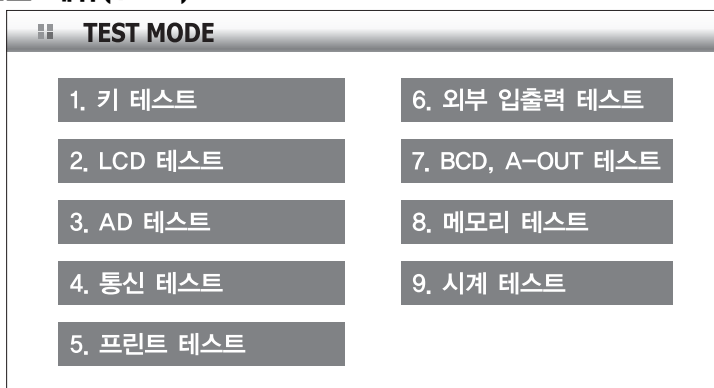 TEST MODE
1. 키 테스트
2. LCD 테스트
3. AD 테스트
4. 통신 테스트
5. 프린트 테스트
6. 외부 입출력 테스트
7. BCD, A-OUT 테스트
8. 메모리 테스트
9. 시계 테스트